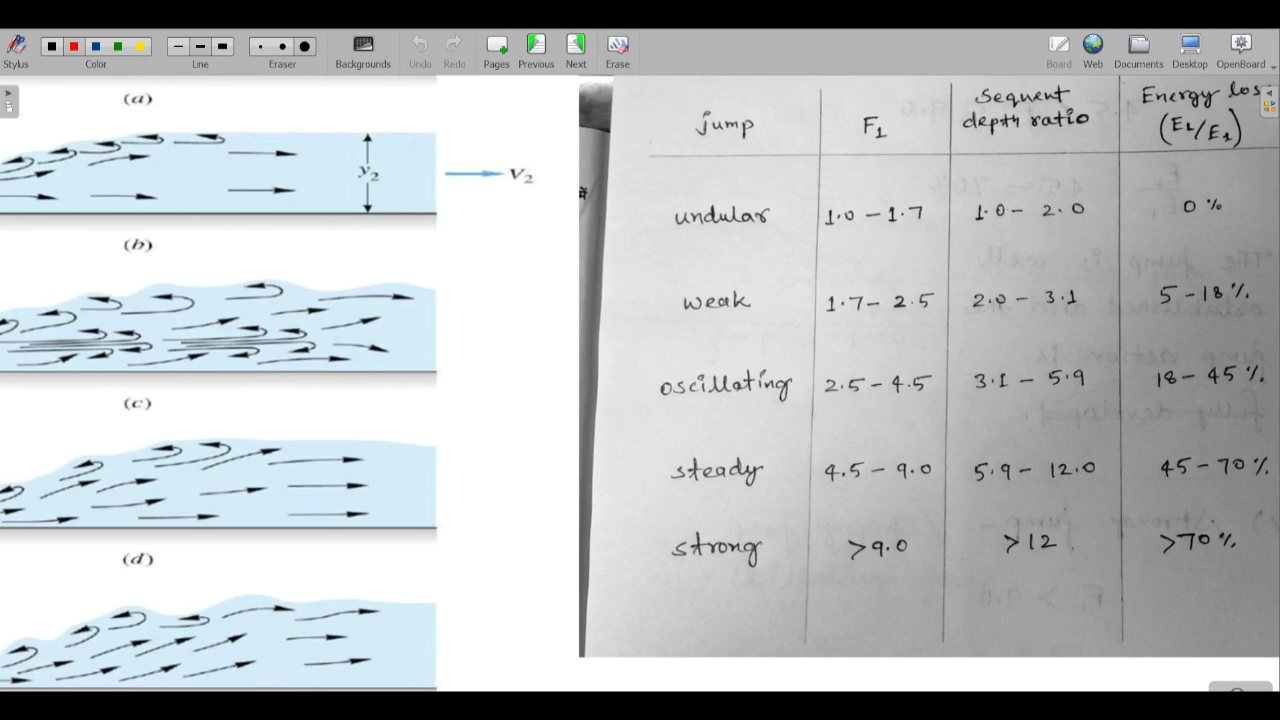 Stylus
Color
Line
Eraser
Backgrounds
Undo
Redo
Pages
Previous
Next
Erase
Board
Web
Documents
Desktop
OpenBoard
(a)
y₂
V₂
(b)
(c)
(d)
jump F₁ Sequent depth ratio Energy los (EL/E₁)
undular 1.0 – 1.7 1.0 – 2.0 0 %
weak 1.7 – 2.5 2.0 – 3.1 5 – 18 %
oscillating 2.5 – 4.5 3.1 – 5.9 18 – 45 %
steady 4.5 – 9.0 5.9 – 12.0 45 – 70 %
strong >9.0 >12 >70 %